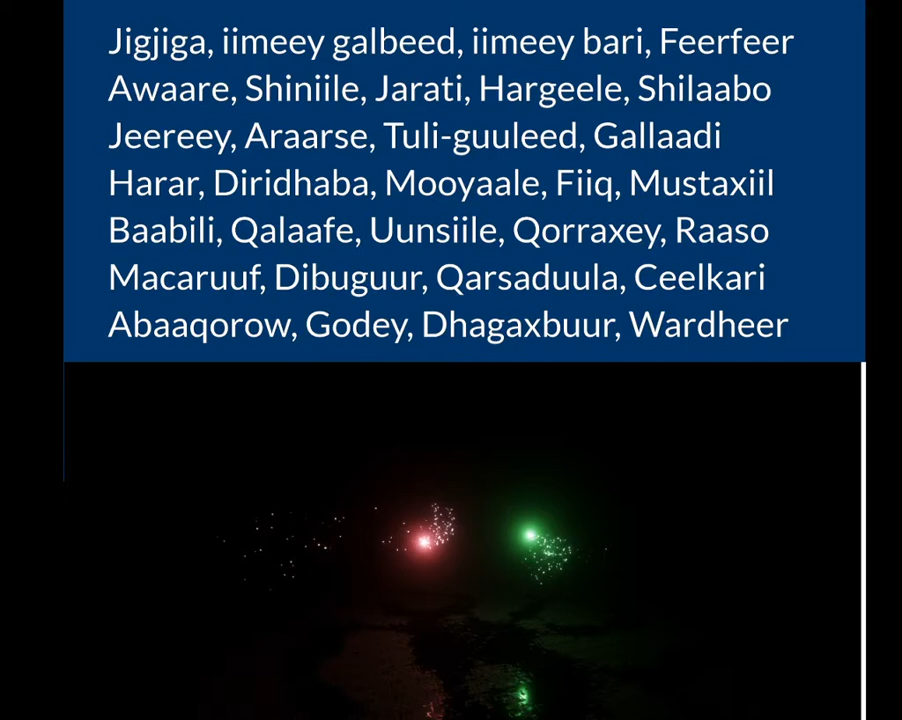 Jigjiga, iimeey galbeed, iimeey bari, Feerfeer
Awaare, Shiniile, Jarati, Hargeele, Shilaabo
Jeereey, Araarse, Tuli-guuleed, Gallaadi
Harar, Diridhaba, Mooyaale, Fiiq, Mustaxiil
Baabili, Qalaafe, Uunsiile, Qorraxey, Raaso
Macaruuf, Dibuguur, Qarsaduula, Ceelkari
Abaaqorow, Godey, Dhagaxbuur, Wardheer